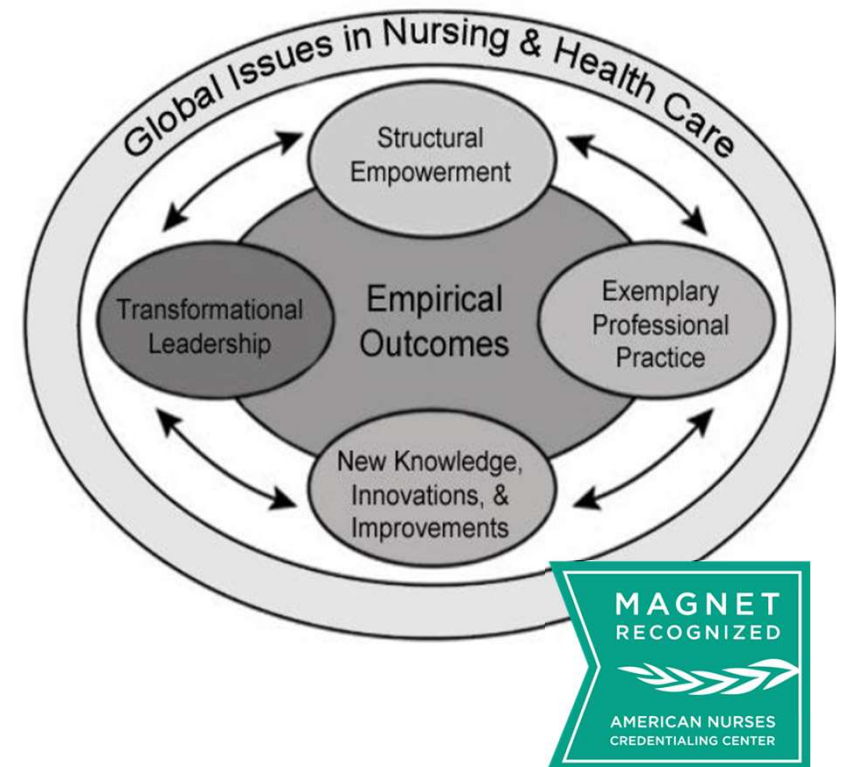 Global Issues in Nursing & Health Care
Structural
Empowerment
Transformational
Leadership
Empirical
Outcomes
Exemplary
Professional
Practice
New Knowledge,
Innovations, &
Improvements
MAGNET
RECOGNIZED
AMERICAN NURSES
CREDENTIALING CENTER